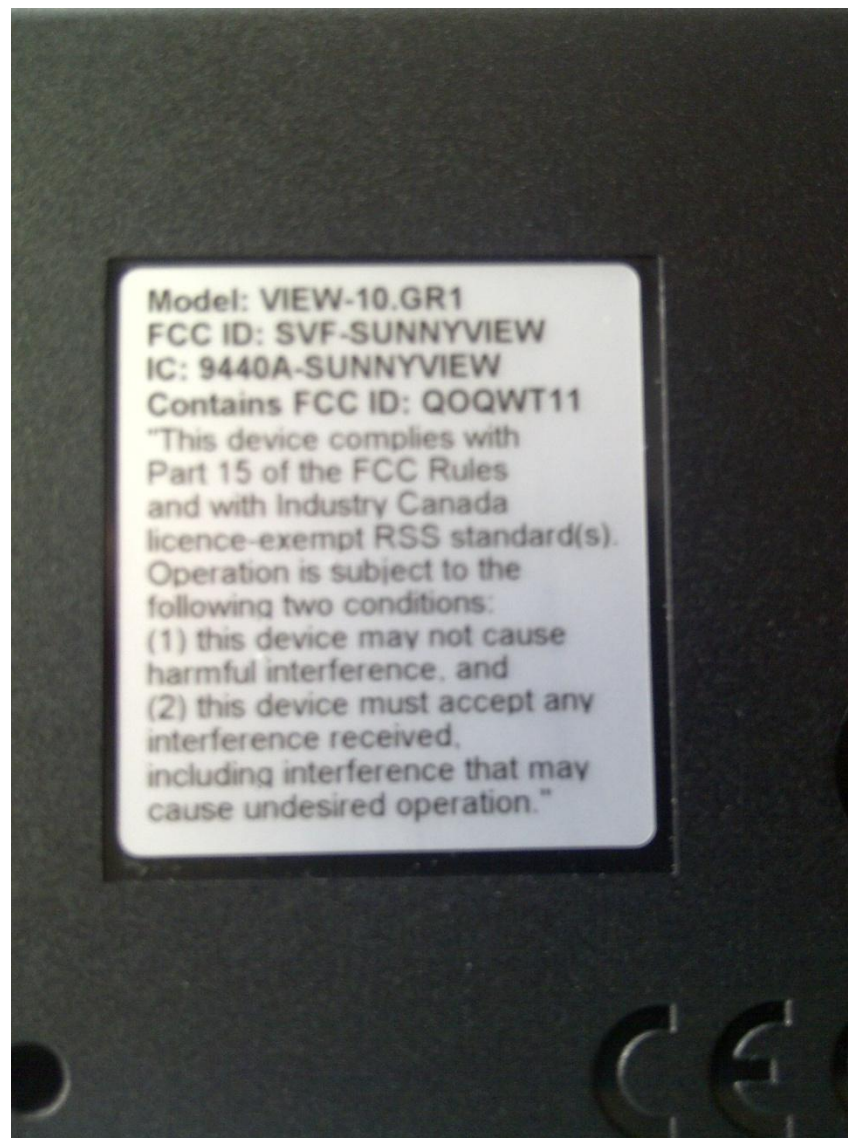 Model: VIEW-10.GR1
FCC ID: SVF-SUNNYVIEW
IC: 9440A-SUNNYVIEW
Contains FCC ID: QOQWT11
"This device complies with
Part 15 of the FCC Rules
and with Industry Canada
licence-exempt RSS standard(s).
Operation is subject to the
following two conditions:
(1) this device may not cause
harmful interference, and
(2) this device must accept any
interference received,
including interference that may
cause undesired operation."
CE